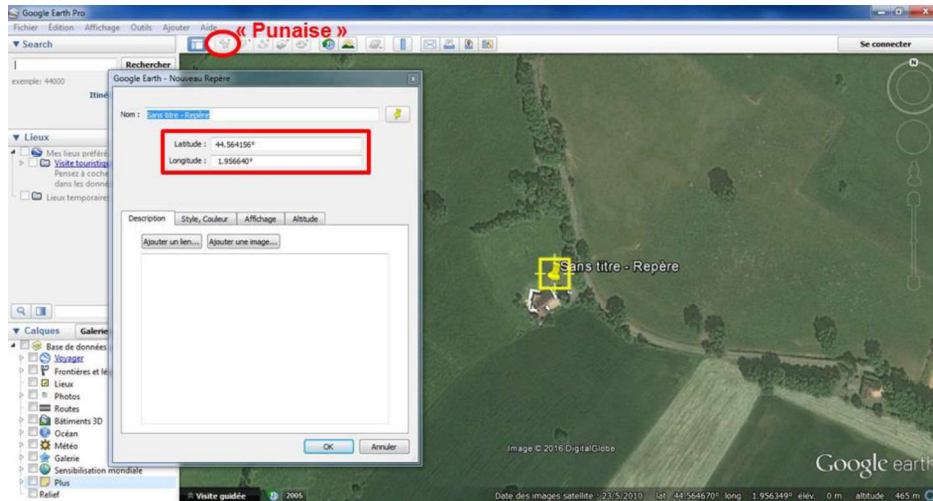 Google Earth Pro
Fichier Édition Affichage Outils Ajouter Aide
« Punaise »
▼ Search
Se connecter
Rechercher
exemple: 44000
Itiné
▼ Lieux
Mes lieux préféré
Visite touristiqu
Pensez à coche
dans les donné
Lieux temporaires
Google Earth - Nouveau Repère
Nom : Sans titre - Repère
Latitude : 44.564156°
Longitude : 1.956640°
Description Style, Couleur Affichage Altitude
Ajouter un lien... Ajouter une image...
OK Annuler
N
Sans titre - Repère
▼ Calques Galerie
Base de données
Voyager
Frontières et lé
Lieux
Photos
Routes
Bâtiments 3D
Océan
Météo
Galerie
Sensibilisation mondiale
Plus
Relief
Image © 2016 DigitalGlobe
Google earth
Visite guidée 2005
Date des images satellite : 23/5/2010 lat 44.564670° long 1.956349° élév. 0 m altitude 465 m